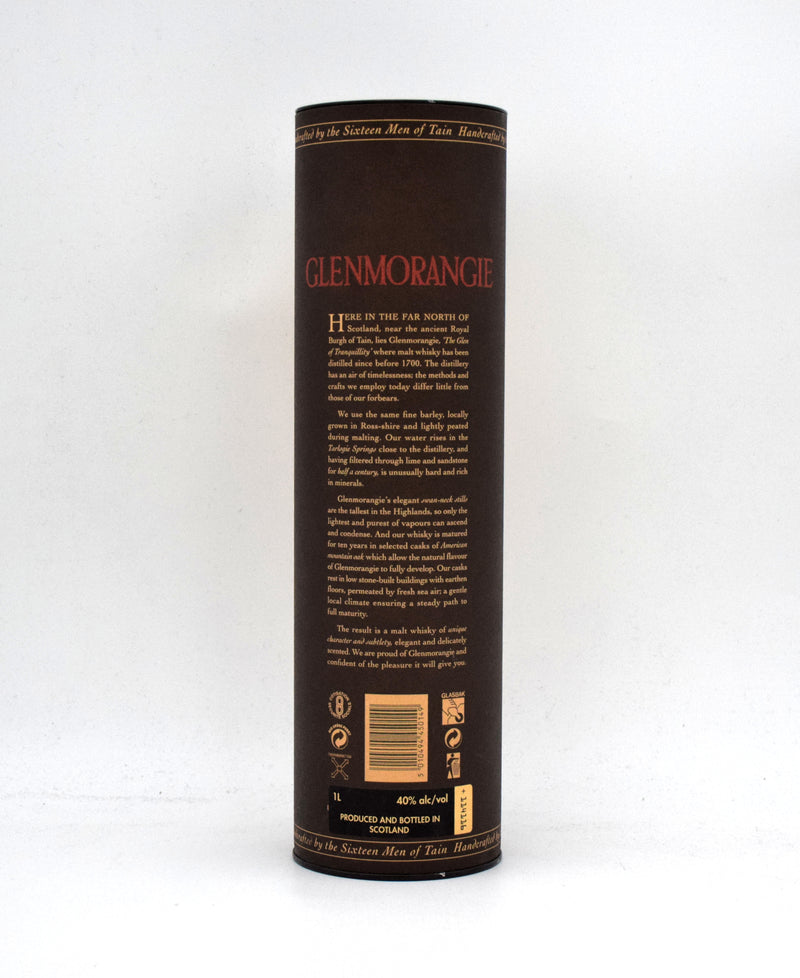 crafted by the Sixteen Men of Tain Handcrafted by
GLENMORANGIE
HERE IN THE FAR NORTH OF
Scotland, near the ancient Royal
Burgh of Tain, lies Glenmorangie, 'The Glen
of Tranquillity' where malt whisky has been
distilled since before 1700. The distillery
has an air of timelessness; the methods and
crafts we employ today differ little from
those of our forbears.
We use the same fine barley, locally
grown in Ross-shire and lightly peated
during malting. Our water rises in the
Tarlogie Springs close to the distillery, and
having filtered through lime and sandstone
for half a century, is unusually hard and rich
in minerals.
Glenmorangie's elegant swan-neck stills
are the tallest in the Highlands, so only the
lightest and purest of vapours can ascend
and condense. And our whisky is matured
for ten years in selected casks of American
mountain oak which allow the natural flavour
of Glenmorangie to fully develop. Our casks
rest in low stone-built buildings with earthen
floors, permeated by fresh sea air; a gentle
local climate ensuring a steady path to
full maturity.
The result is a malt whisky of unique
character and subtlety, elegant and delicately
scented. We are proud of Glenmorangie and
confident of the pleasure it will give you.
GLASBAK
5 010494 430149
1L
40% alc/vol
PRODUCED AND BOTTLED IN
SCOTLAND
crafted by the Sixteen Men of Tain Handcrafted by